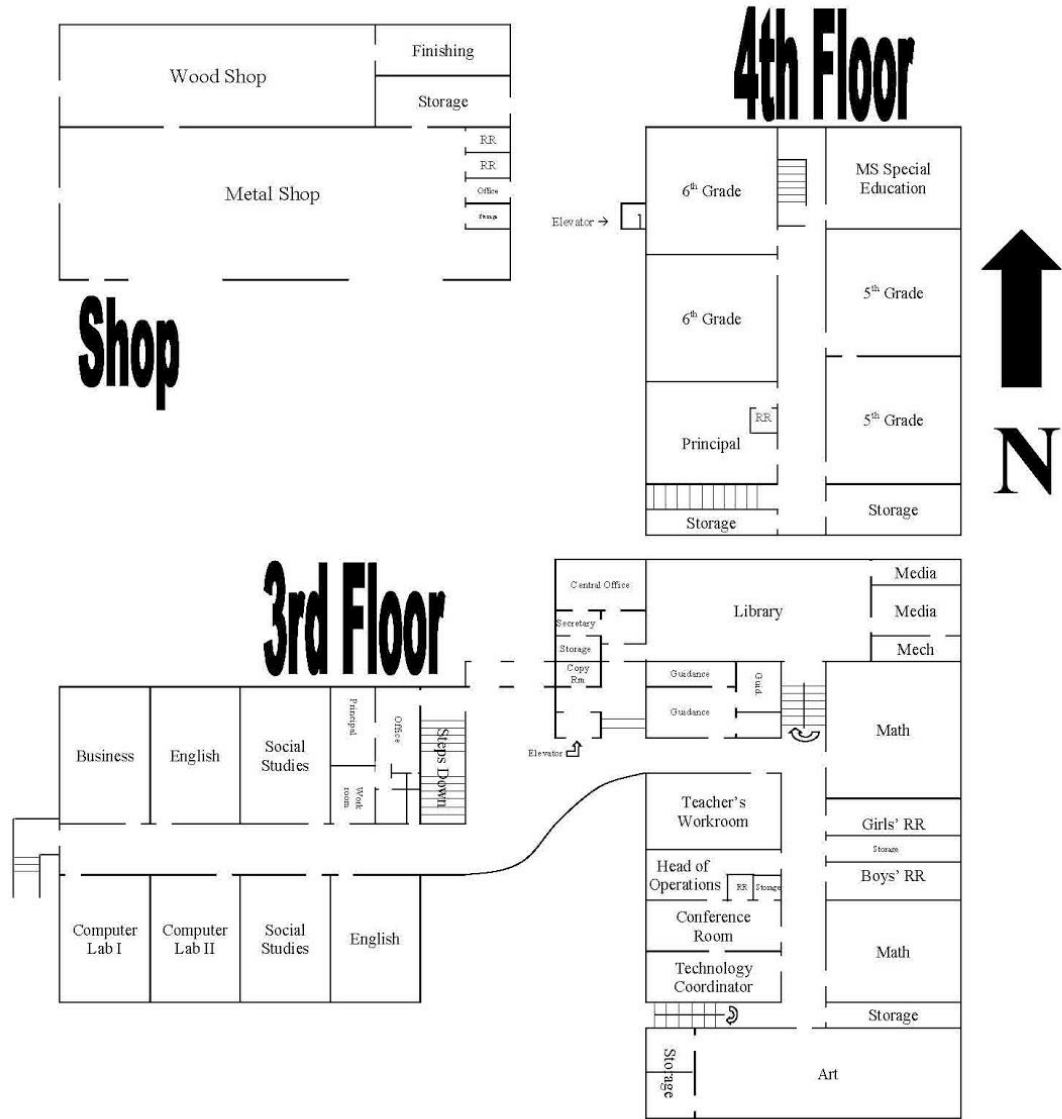 Wood Shop
Finishing
Storage
RR
RR
Office
Metal Shop
Shop
4th Floor
6th Grade
MS Special
Education
Elevator →
6th Grade
5th Grade
RR
Principal
5th Grade
Storage
Storage
N
3rd Floor
Central Office
Secretary
Storage
Copy
Rm
Library
Media
Media
Mech
Guidance
Guidance
Guid.
Elevator
Math
Business
English
Social
Studies
Principal
Office
Work
room
Steps Down
Teacher's
Workroom
Girls' RR
Storage
Boys' RR
Head of
Operations
RR
Storage
Conference
Room
Math
Technology
Coordinator
Storage
Computer
Lab I
Computer
Lab II
Social
Studies
English
Storage
Art